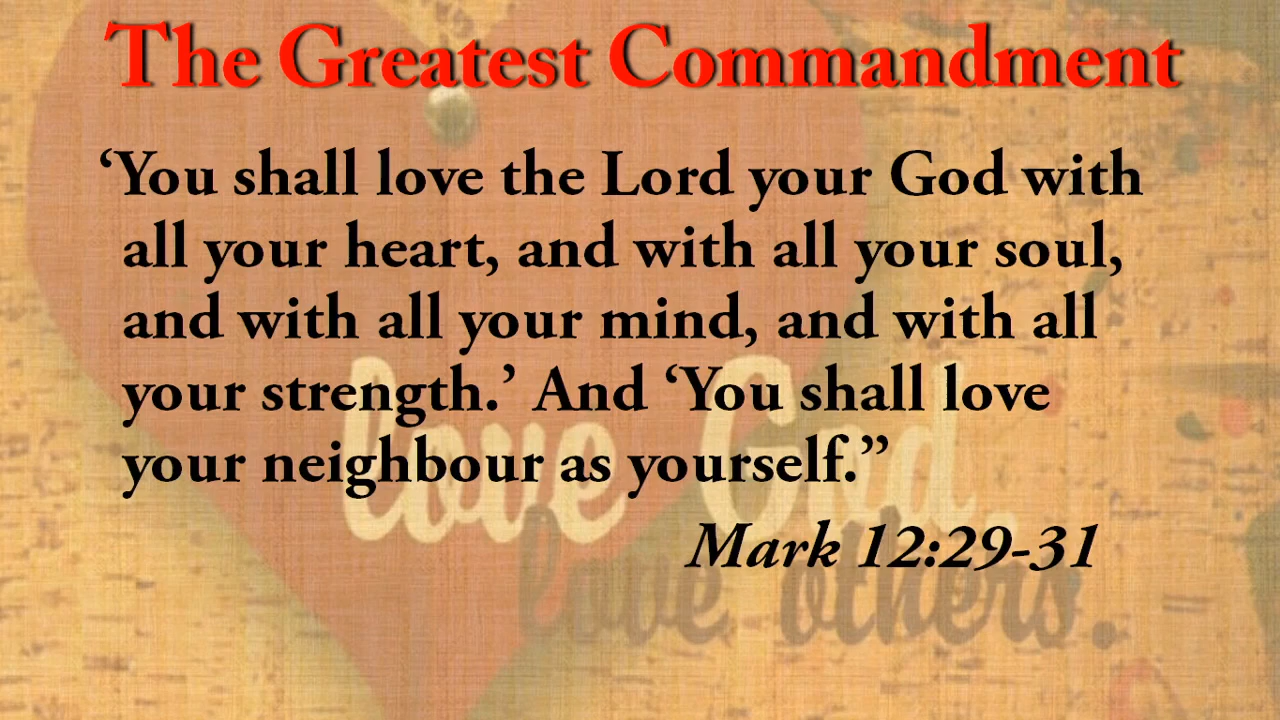 The Greatest Commandment
‘You shall love the Lord your God with
all your heart, and with all your soul,
and with all your mind, and with all
your strength.’ And ‘You shall love
your neighbour as yourself.”
Mark 12:29-31
love God,
love others.